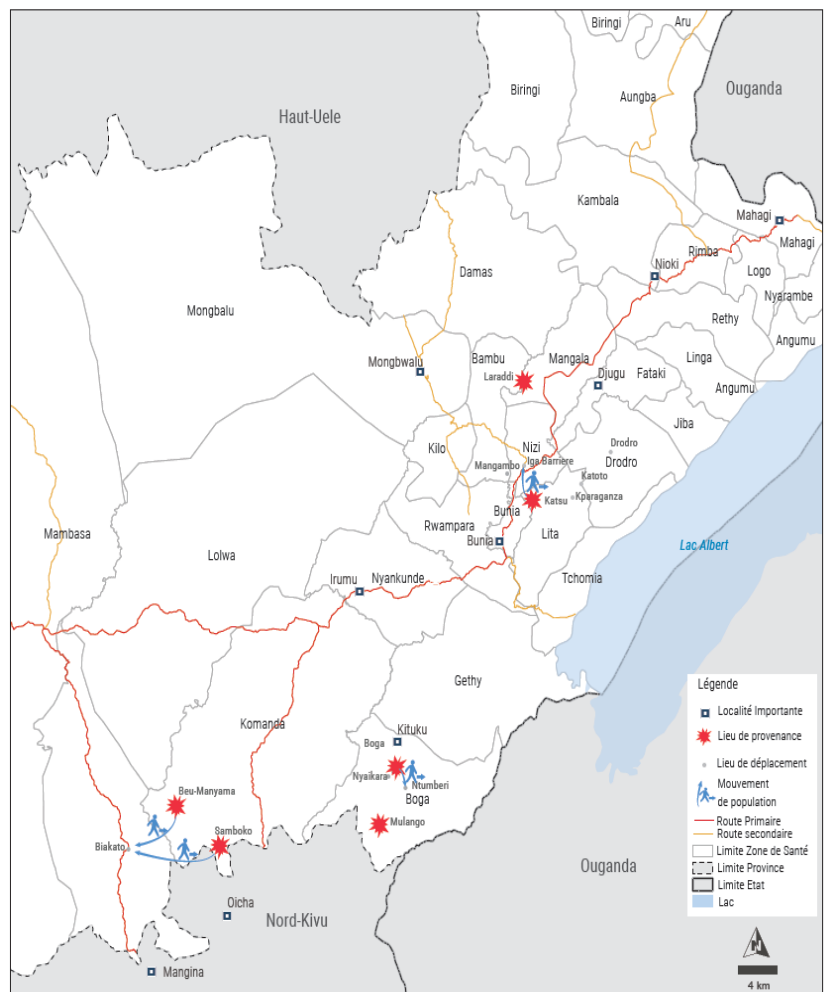 Biringi
Aru
Biringi
Aungba
Ouganda
Haut-Uele
Kambala
Mahagi
Mahagi
Rimba
Nioki
Logo
Damas
Nyarambe
Mongbalu
Rethy
Angumu
Mangala
Linga
Bambu
Mongbwalu
Laraddi
Djugu
Fataki
Angumu
Jiba
Nizi
Drodro
Kilo
Iga Barriere
Drodro
Mangambo
Katoto
Katsu
Kparaganza
Bunia
Rwampara
Lita
Mambasa
Bunia
Lac Albert
Lolwa
Tchomia
Irumu
Nyankunde
Gethy
Légende
Localité Importante
Lieu de provenance
Lieu de déplacement
Mouvement
de population
Route Primaire
Route secondaire
Limite Zone de Santé
Limite Province
Limite Etat
Lac
Komanda
Kituku
Boga
Nyaikara
Ntumberi
Boga
Beu-Manyama
Mulango
Samboko
Biakato
Ouganda
Oicha
Nord-Kivu
Mangina
N
4 km